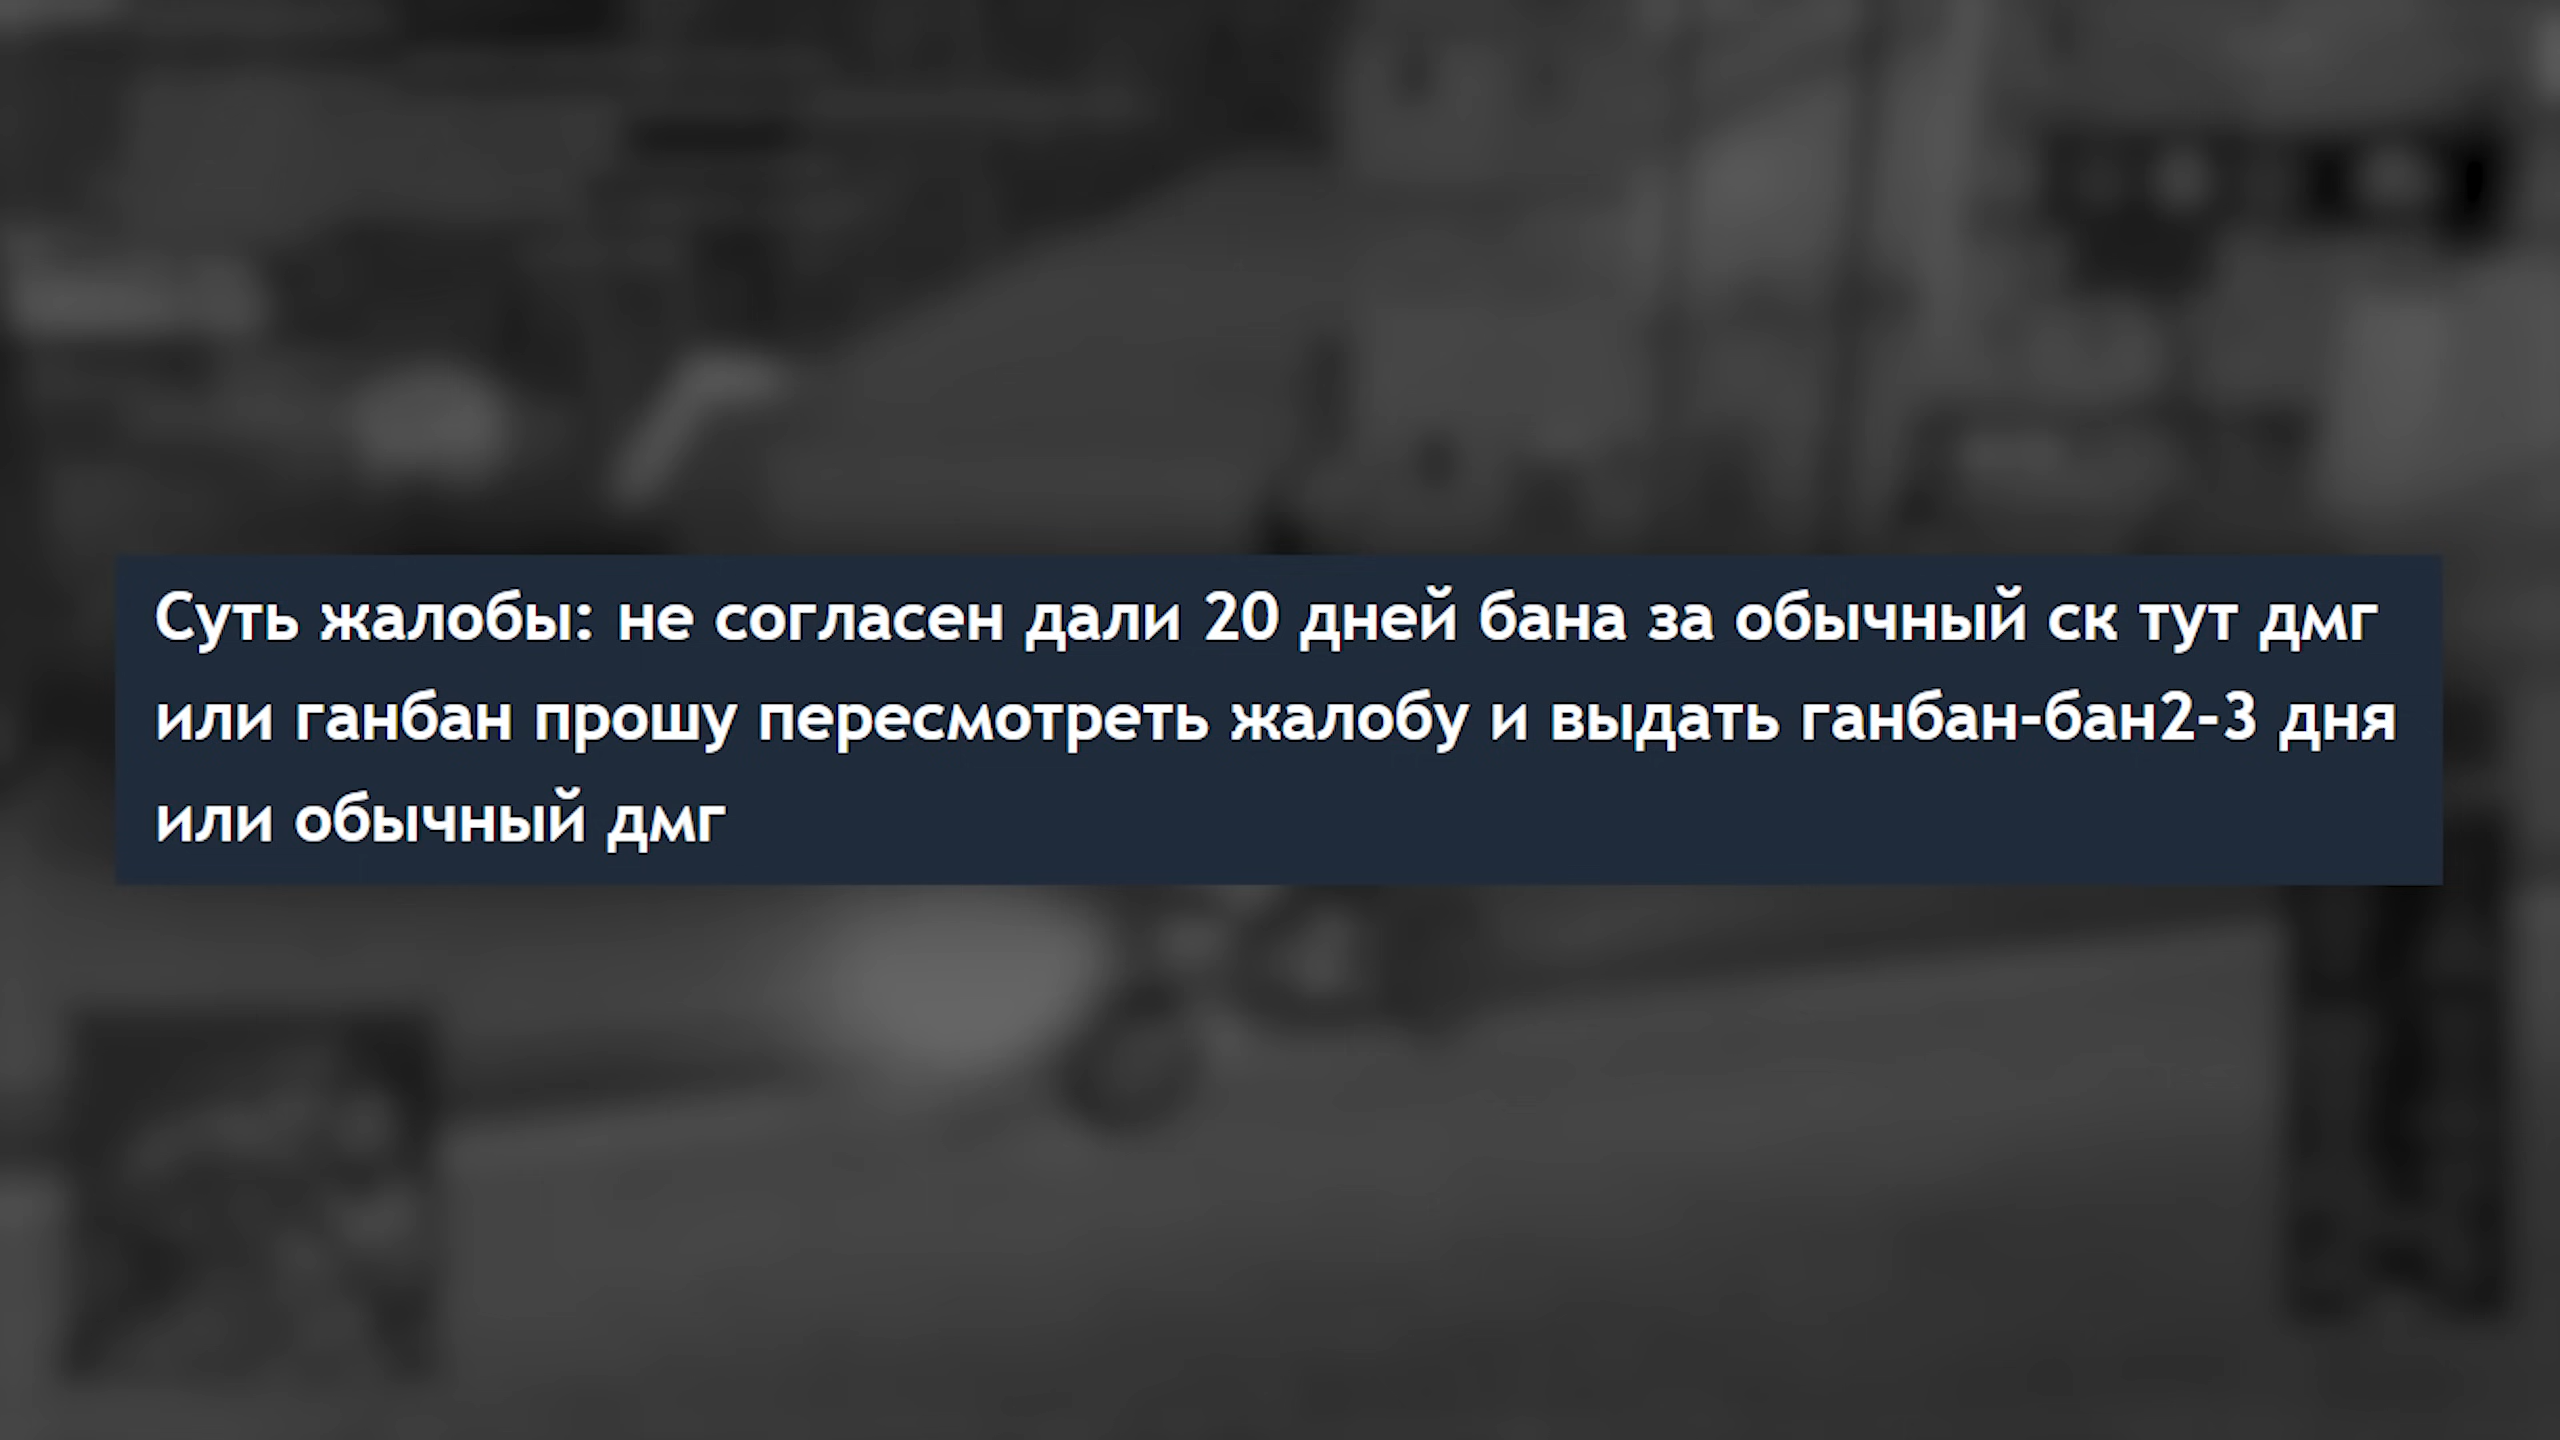 Суть жалобы: не согласен дали 20 дней бана за обычный ск тут дмг
или ганбан прошу пересмотреть жалобу и выдать ганбан-бан2-3 дня
или обычный дмг